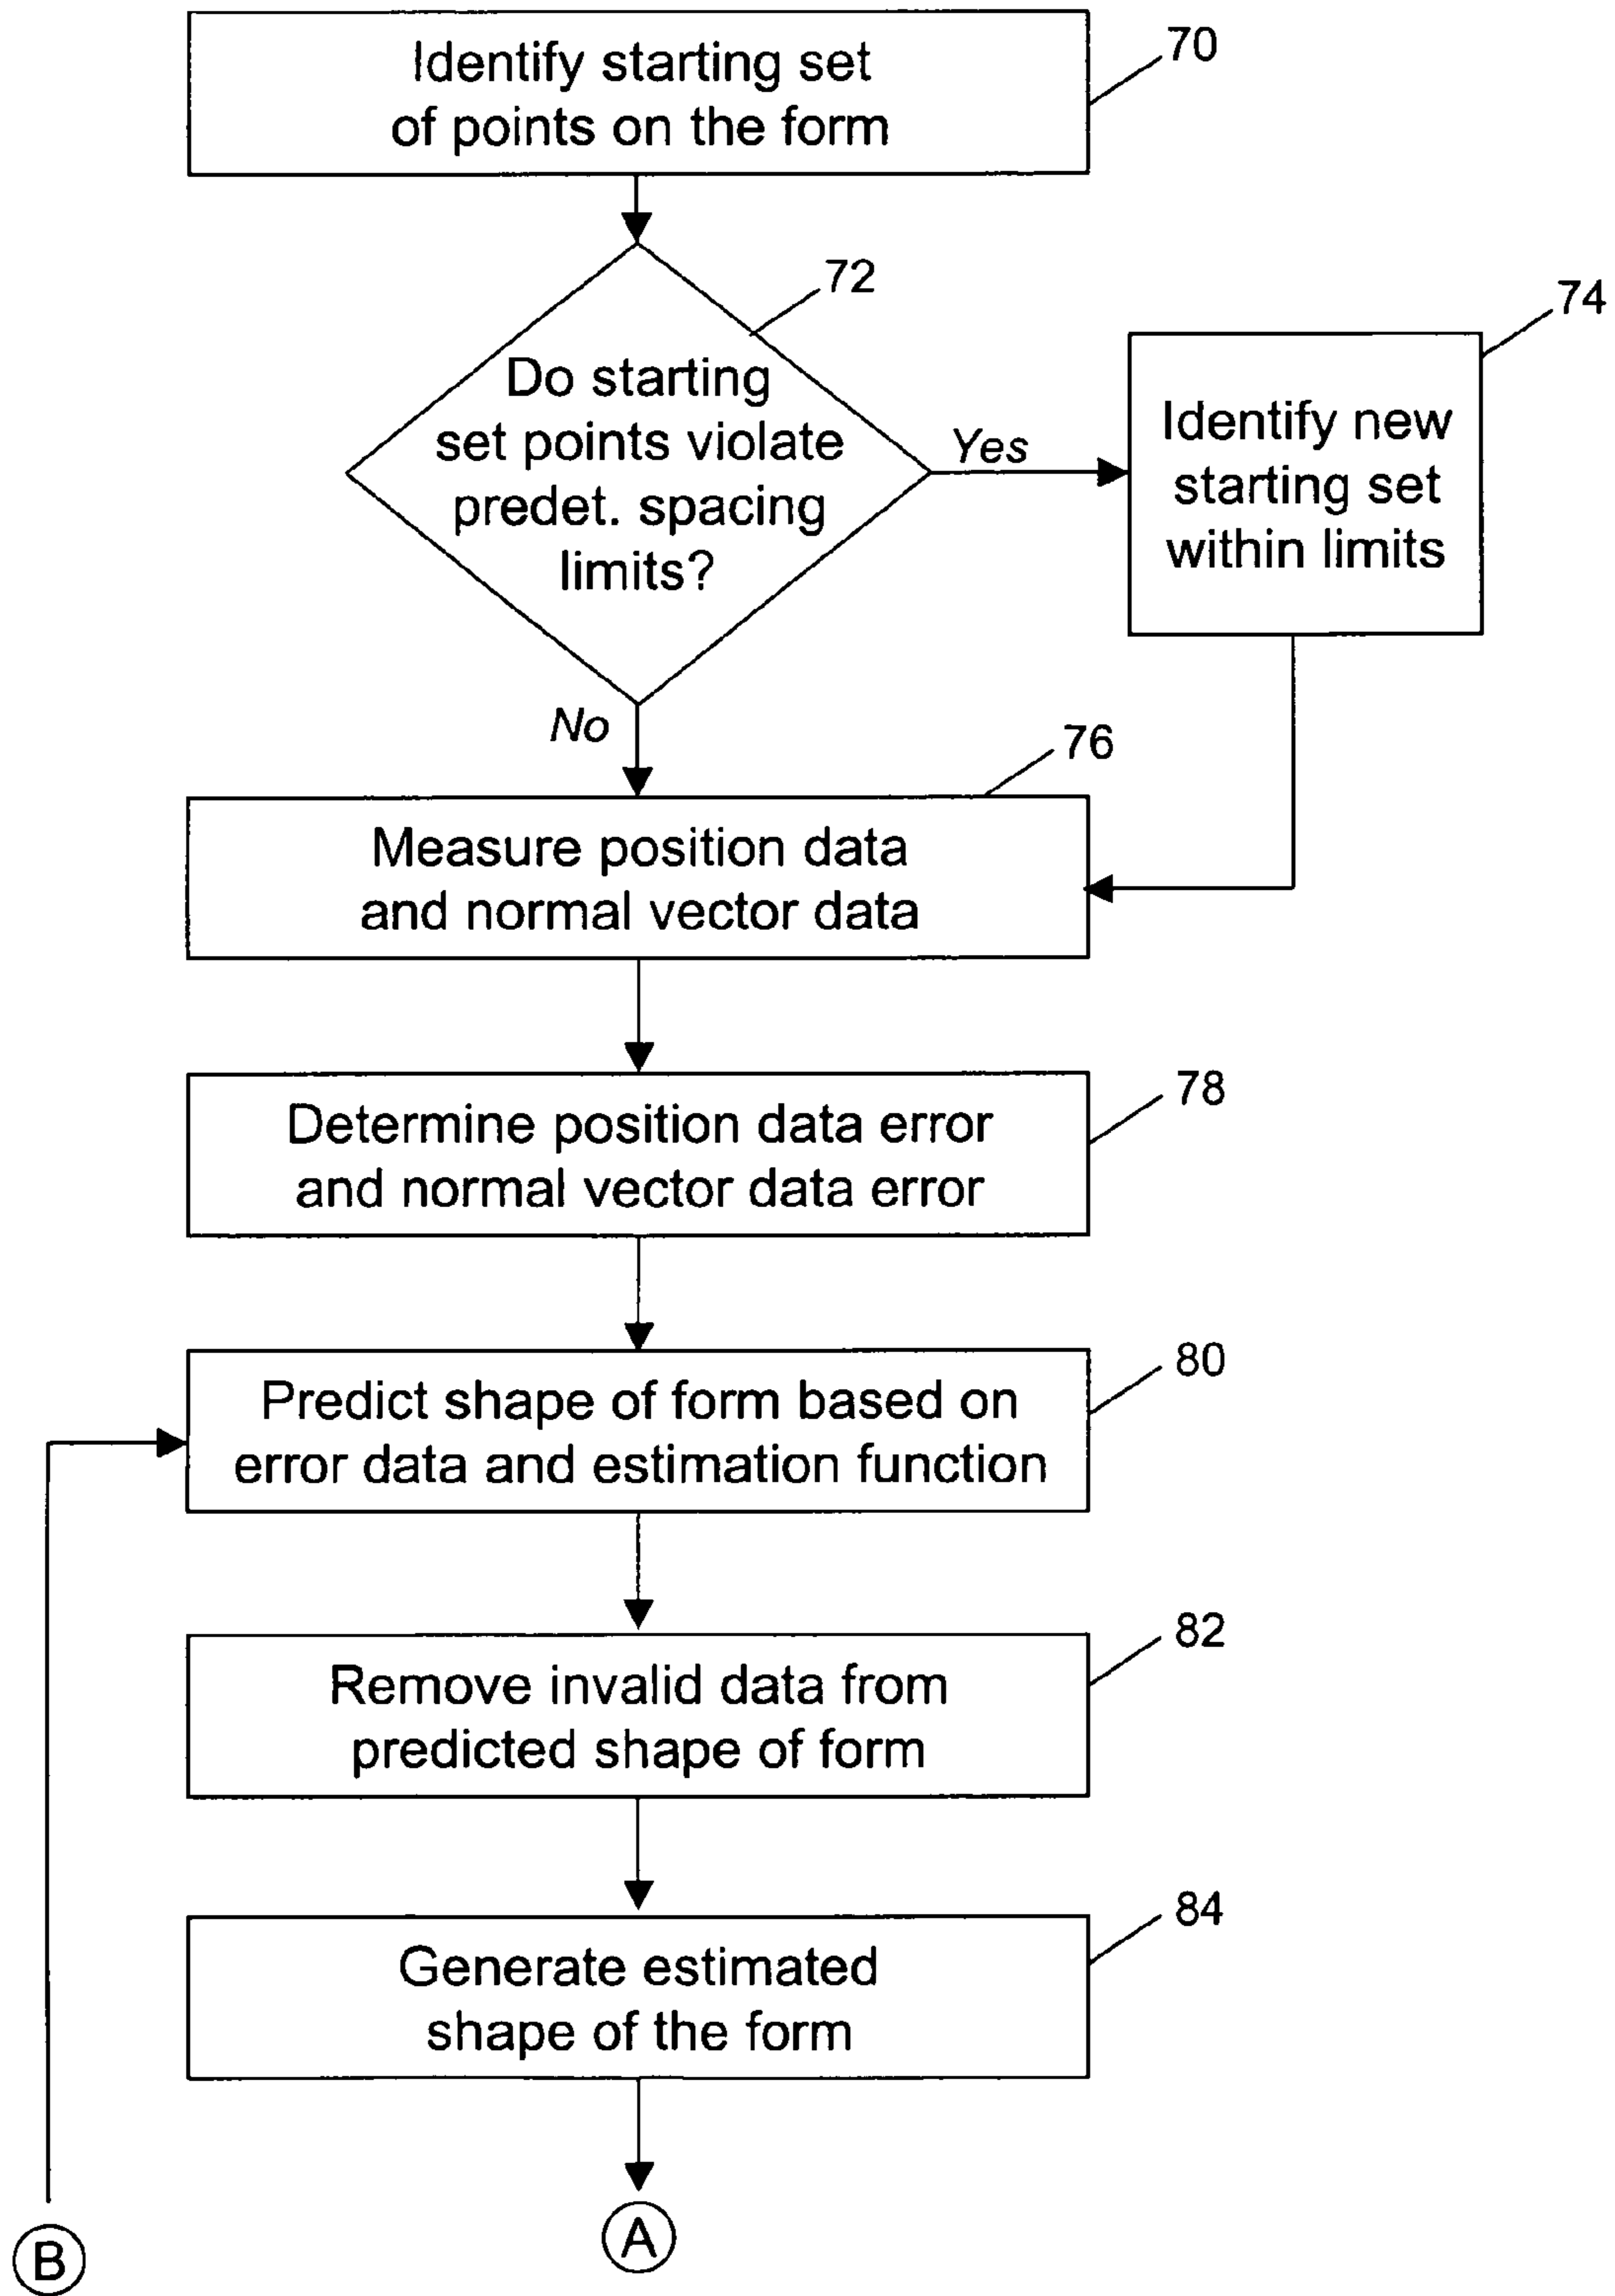 Identify starting set
of points on the form
70
72
Do starting
set points violate
predet. spacing
limits?
Yes
74
Identify new
starting set
within limits
No
76
Measure position data
and normal vector data
78
Determine position data error
and normal vector data error
80
Predict shape of form based on
error data and estimation function
82
Remove invalid data from
predicted shape of form
84
Generate estimated
shape of the form
A
B